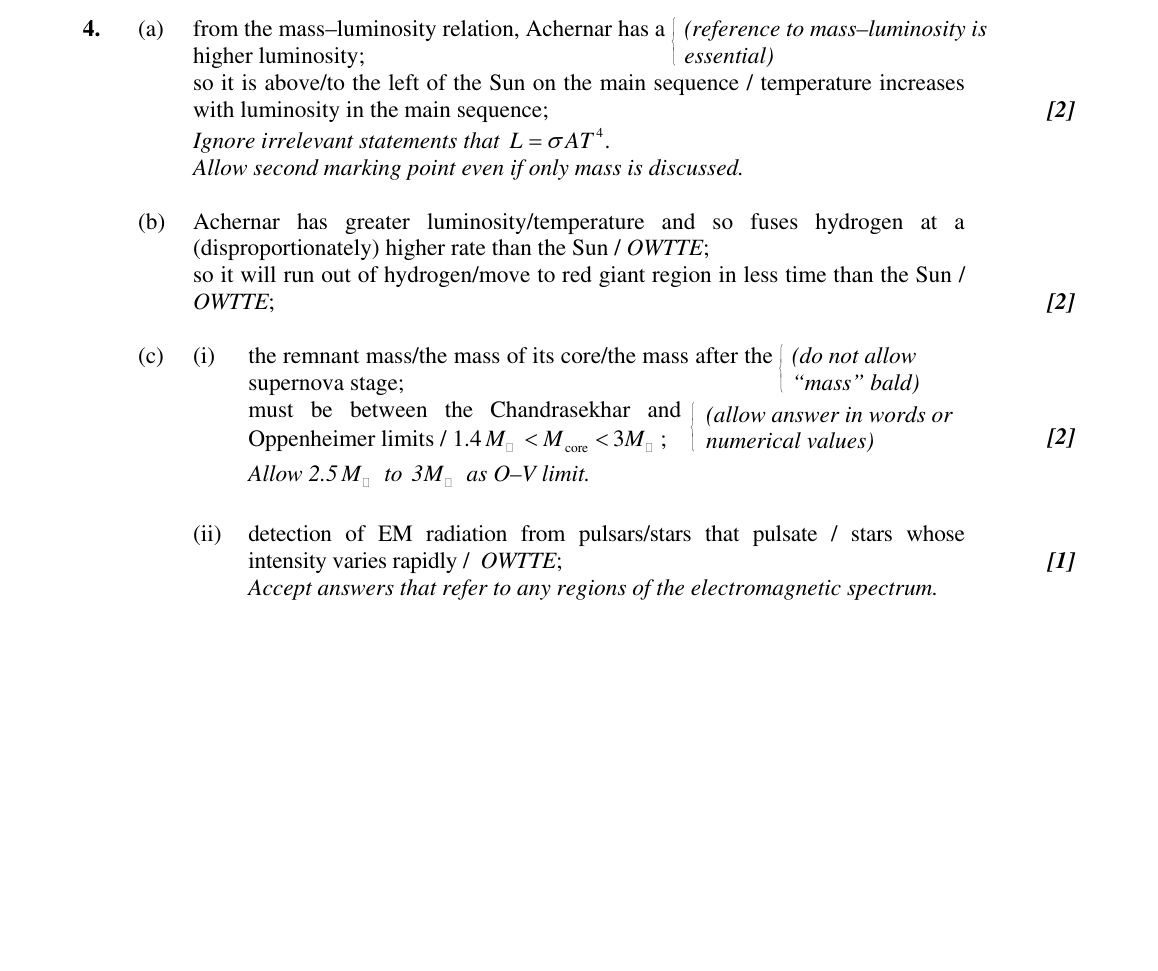 4. (a) from the mass–luminosity relation, Achernar has a (reference to mass–luminosity is
higher luminosity; essential)
so it is above/to the left of the Sun on the main sequence / temperature increases
with luminosity in the main sequence; [2]
Ignore irrelevant statements that L = σAT⁴.
Allow second marking point even if only mass is discussed.
(b) Achernar has greater luminosity/temperature and so fuses hydrogen at a
(disproportionately) higher rate than the Sun / OWTTE;
so it will run out of hydrogen/move to red giant region in less time than the Sun /
OWTTE; [2]
(c) (i) the remnant mass/the mass of its core/the mass after the (do not allow
supernova stage; “mass” bald)
must be between the Chandrasekhar and (allow answer in words or
Oppenheimer limits / 1.4 M▯ < M core < 3M▯ ; numerical values) [2]
Allow 2.5 M▯ to 3M▯ as O–V limit.
(ii) detection of EM radiation from pulsars/stars that pulsate / stars whose
intensity varies rapidly / OWTTE; [1]
Accept answers that refer to any regions of the electromagnetic spectrum.